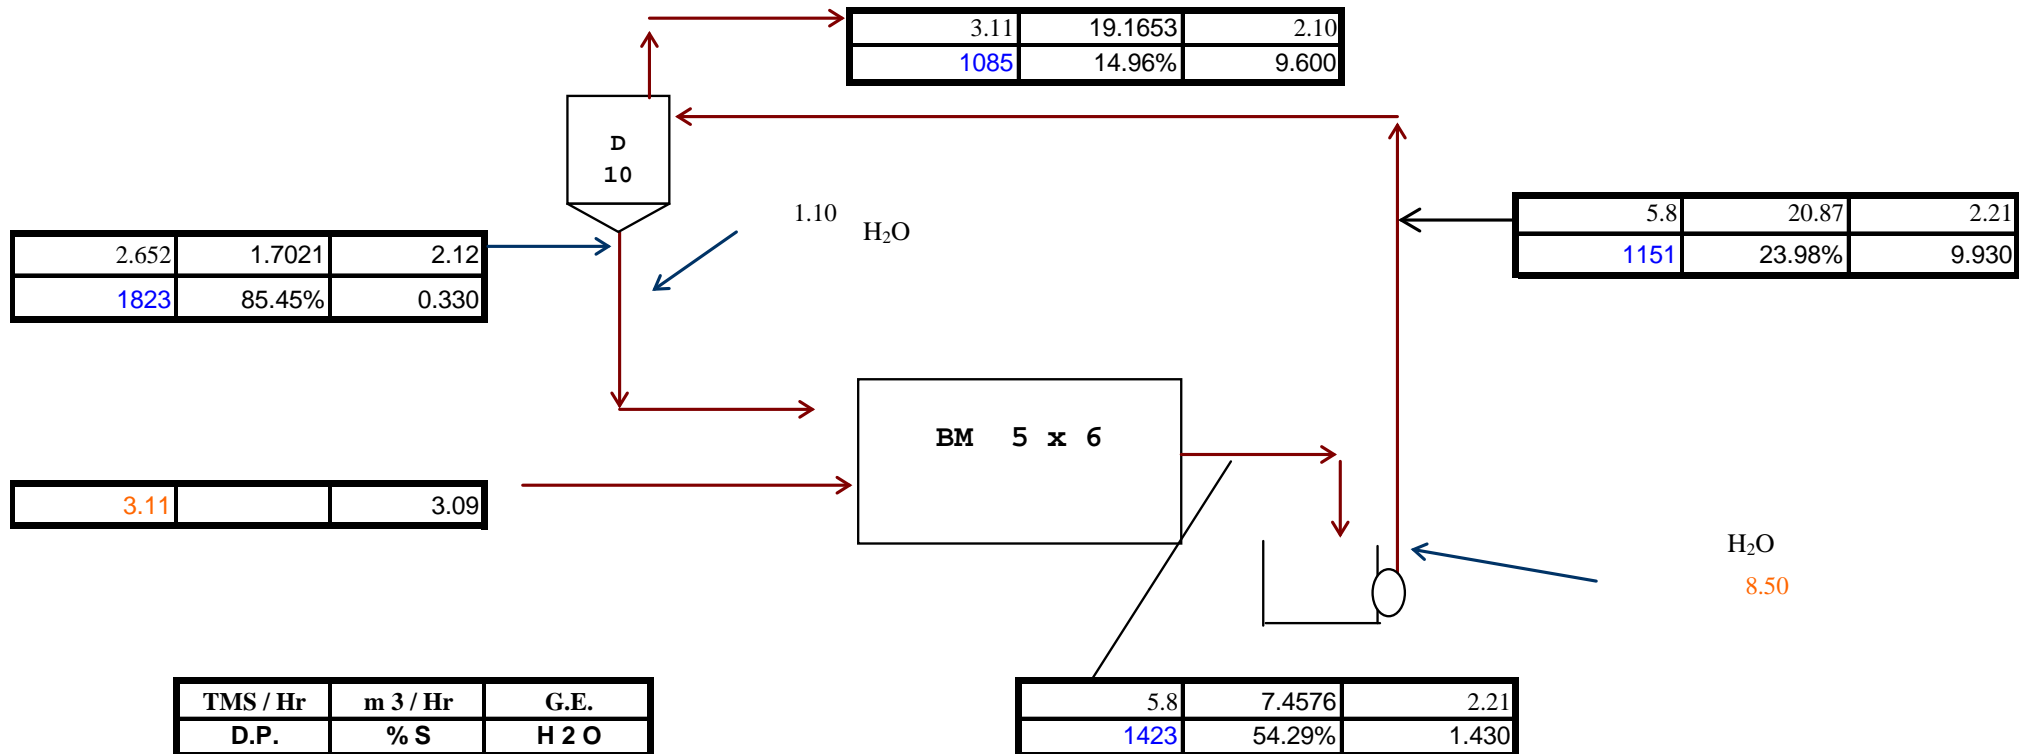 3.11 19.1653 2.10
1085 14.96% 9.600
D
10
1.10
H₂O
5.8 20.87 2.21
1151 23.98% 9.930
2.652 1.7021 2.12
1823 85.45% 0.330
BM 5 x 6
3.11 3.09
H₂O
8.50
TMS / Hr m 3 / Hr G.E.
D.P. % S H 2 O
5.8 7.4576 2.21
1423 54.29% 1.430